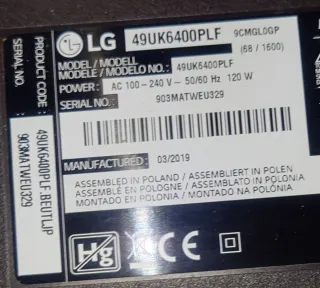 LG 49UK6400PLF 9CMGL0GP
MODEL / MODELL (68 / 1600)
MODÈLE / MODELO NO.: 49UK6400PLF
POWER: AC 100-240 V ~ 50/60 Hz 120 W
SERIAL NO.
903MATWEU329
MANUFACTURED: 03/2019
ASSEMBLED IN POLAND / ASSEMBLIERT IN POLEN
ASSEMBLÉ EN POLOGNE / ASSEMBLATO IN POLONIA
MONTADO EN POLONIA / MONTADO NA POLÓNIA
Hg
CE
PRODUCT CODE: 49UK6400PLF.BEUTLJP
SERIAL NO: 903MATWEU329